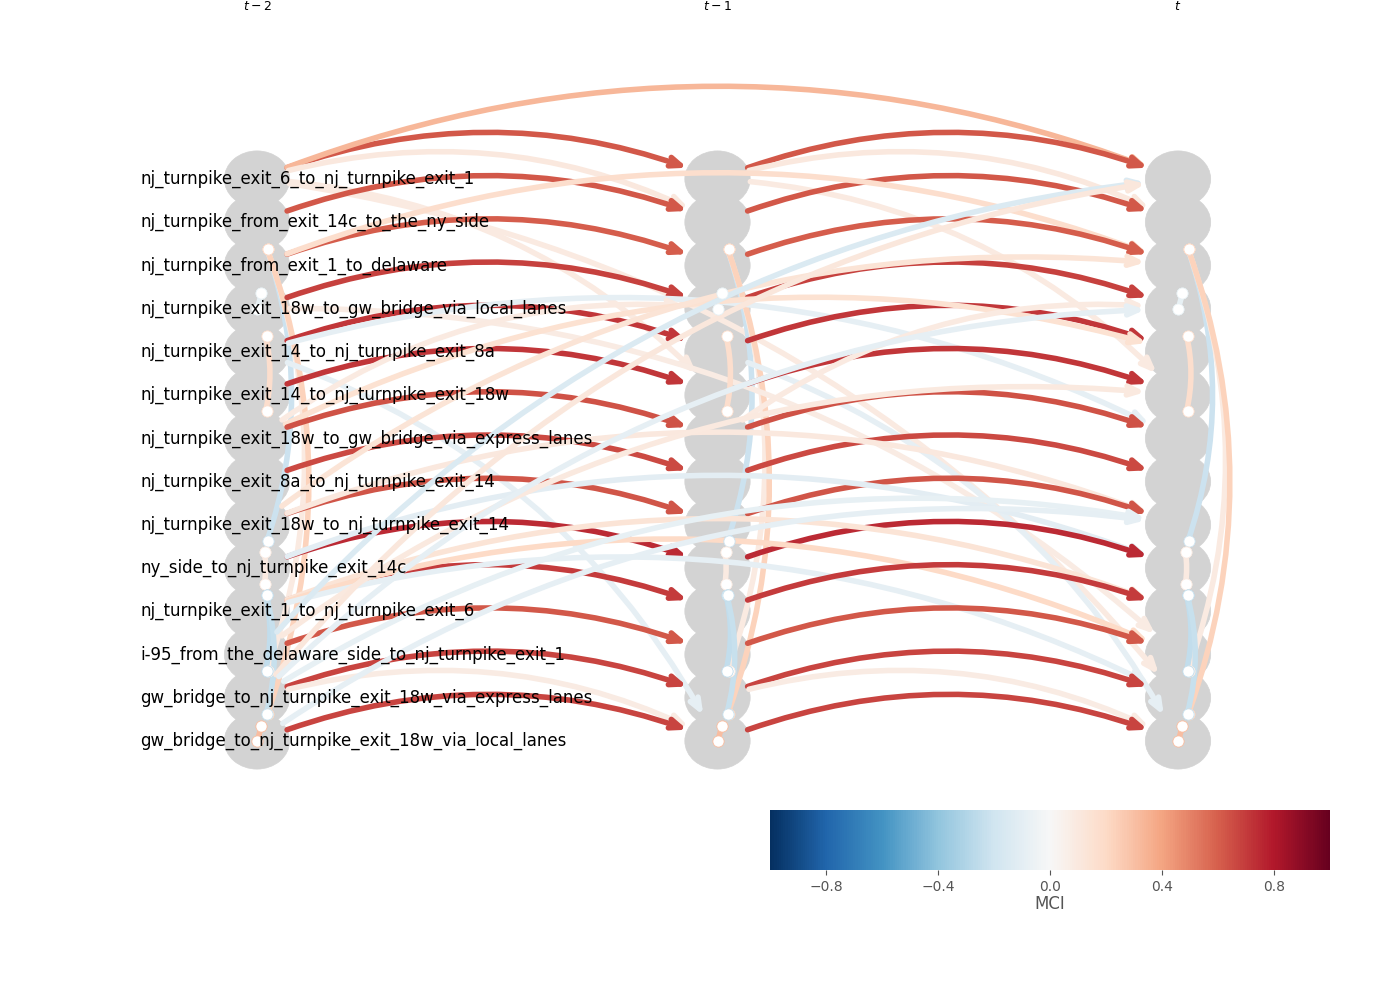 t − 2 t − 1 t
nj_turnpike_exit_6_to_nj_turnpike_exit_1
nj_turnpike_from_exit_14c_to_the_ny_side
nj_turnpike_from_exit_1_to_delaware
nj_turnpike_exit_18w_to_gw_bridge_via_local_lanes
nj_turnpike_exit_14_to_nj_turnpike_exit_8a
nj_turnpike_exit_14_to_nj_turnpike_exit_18w
nj_turnpike_exit_18w_to_gw_bridge_via_express_lanes
nj_turnpike_exit_8a_to_nj_turnpike_exit_14
nj_turnpike_exit_18w_to_nj_turnpike_exit_14
ny_side_to_nj_turnpike_exit_14c
nj_turnpike_exit_1_to_nj_turnpike_exit_6
i-95_from_the_delaware_side_to_nj_turnpike_exit_1
gw_bridge_to_nj_turnpike_exit_18w_via_express_lanes
gw_bridge_to_nj_turnpike_exit_18w_via_local_lanes
−0.8 −0.4 0.0 0.4 0.8
MCI